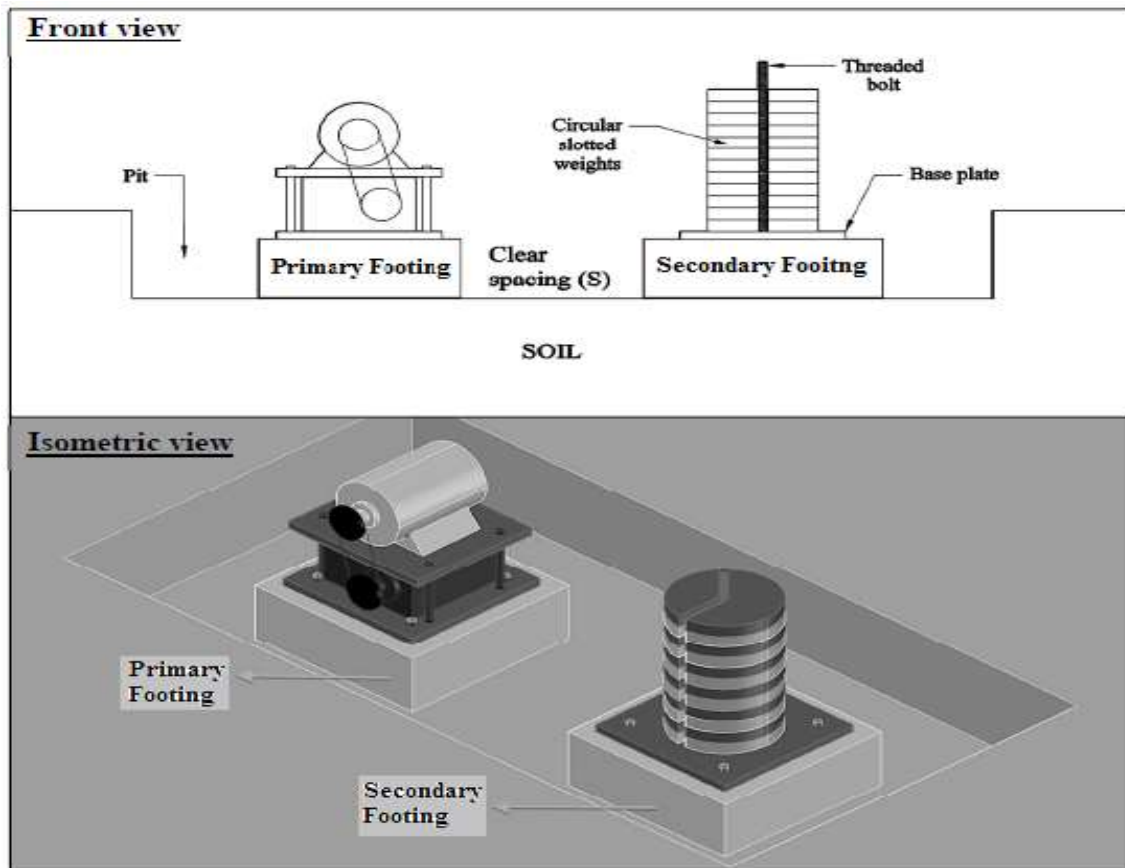 Front view
Threaded
bolt
Circular
slotted
weights
Pit
Base plate
Primary Footing
Clear
spacing (S)
Secondary Fooitng
SOIL
Isometric view
Primary
Footing
Secondary
Footing